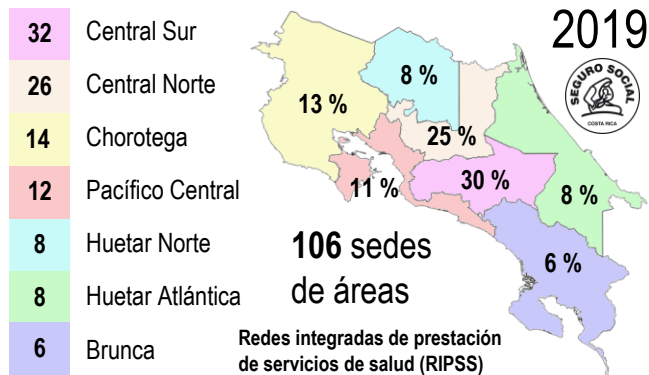 32 Central Sur
26 Central Norte
14 Chorotega
12 Pacífico Central
8 Huetar Norte
8 Huetar Atlántica
6 Brunca
2019
SEGURO SOCIAL
COSTA RICA
8 %
13 %
25 %
30 %
11 %
8 %
6 %
106 sedes
de áreas
Redes integradas de prestación
de servicios de salud (RIPSS)